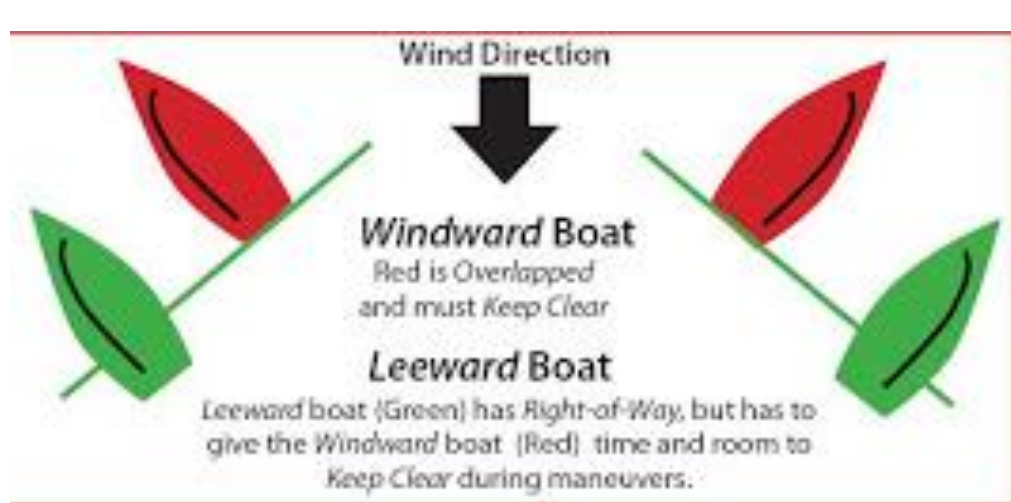 Wind Direction
Windward Boat
Red is Overlapped
and must Keep Clear
Leeward Boat
Leeward boat (Green) has Right-of-Way, but has to
give the Windward boat (Red) time and room to
Keep Clear during maneuvers.